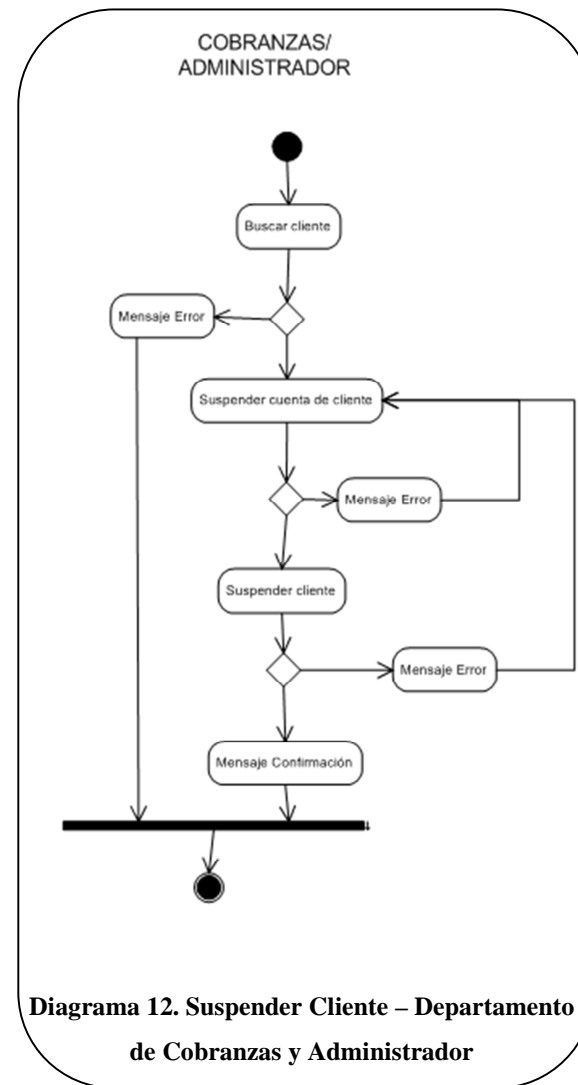 COBRANZAS/
ADMINISTRADOR
Buscar cliente
Mensaje Error
Suspender cuenta de cliente
Mensaje Error
Suspender cliente
Mensaje Error
Mensaje Confirmación
Diagrama 12. Suspender Cliente – Departamento
de Cobranzas y Administrador